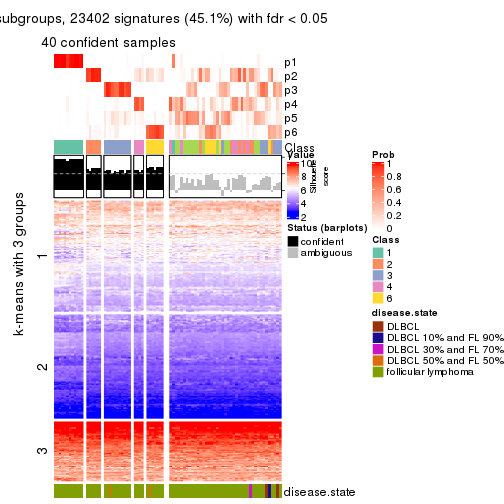 subgroups, 23402 signatures (45.1%) with fdr < 0.05
40 confident samples
p1
p2
p3
p4
p5
p6
Class
k-means with 3 groups
1
2
3
disease.state
Silhouette
score
Value
10
8
6
4
2
Status (barplots)
confident
ambiguous
Prob
1
0.8
0.6
0.4
0.2
0
Class
1
2
3
4
6
disease.state
DLBCL
DLBCL 10% and FL 90%
DLBCL 30% and FL 70%
DLBCL 50% and FL 50%
follicular lymphoma